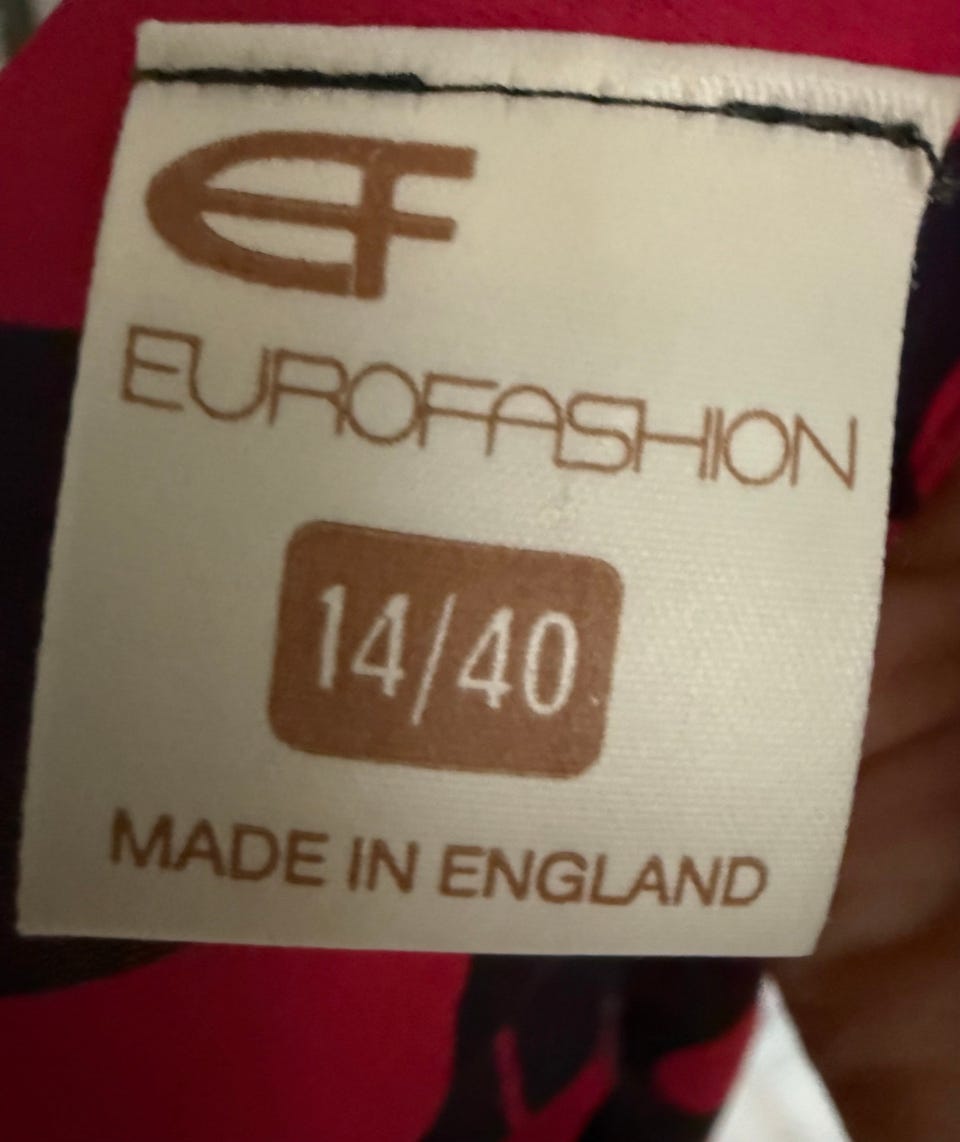 EF
EUROFASHION
14/40
MADE IN ENGLAND